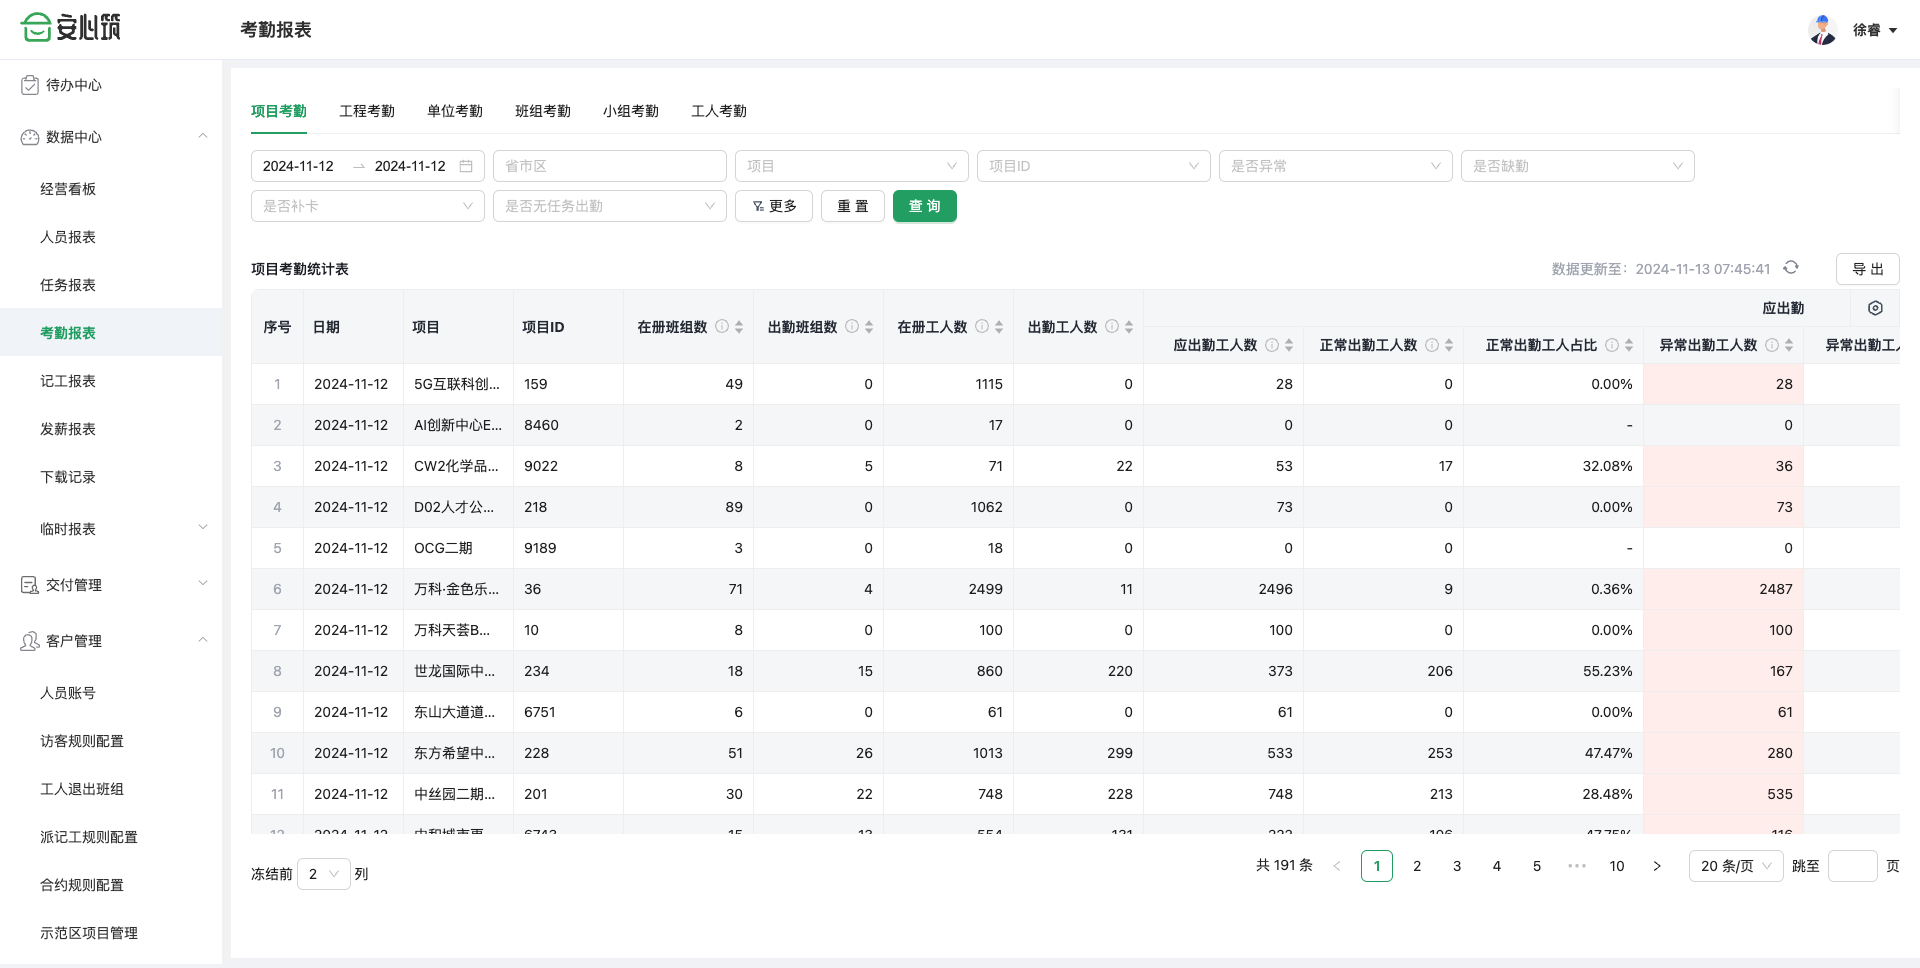 安心筑
考勤报表
徐睿
待办中心
数据中心
经营看板
人员报表
任务报表
考勤报表
记工报表
发薪报表
下载记录
临时报表
交付管理
客户管理
人员账号
访客规则配置
工人退出班组
派记工规则配置
合约规则配置
示范区项目管理
项目考勤 工程考勤 单位考勤 班组考勤 小组考勤 工人考勤
2024-11-12 → 2024-11-12 省市区 项目 项目ID 是否异常 是否缺勤
是否补卡 是否无任务出勤 更多 重 置 查 询
项目考勤统计表 数据更新至：2024-11-13 07:45:41 导 出
应出勤
序号 日期 项目 项目ID 在册班组数 出勤班组数 在册工人数 出勤工人数 应出勤工人数 正常出勤工人数 正常出勤工人占比 异常出勤工人数 异常出勤工
1 2024-11-12 5G互联科创... 159 49 0 1115 0 28 0 0.00% 28
2 2024-11-12 AI创新中心E... 8460 2 0 17 0 0 0 - 0
3 2024-11-12 CW2化学品... 9022 8 5 71 22 53 17 32.08% 36
4 2024-11-12 D02人才公... 218 89 0 1062 0 73 0 0.00% 73
5 2024-11-12 OCG二期 9189 3 0 18 0 0 0 - 0
6 2024-11-12 万科·金色乐... 36 71 4 2499 11 2496 9 0.36% 2487
7 2024-11-12 万科天荟B... 10 8 0 100 0 100 0 0.00% 100
8 2024-11-12 世龙国际中... 234 18 15 860 220 373 206 55.23% 167
9 2024-11-12 东山大道道... 6751 6 0 61 0 61 0 0.00% 61
10 2024-11-12 东方希望中... 228 51 26 1013 299 533 253 47.47% 280
11 2024-11-12 中丝园二期... 201 30 22 748 228 748 213 28.48% 535
12 2024-11-12
冻结前 2 列
共 191 条 < 1 2 3 4 5 ••• 10 > 20 条/页 跳至 页